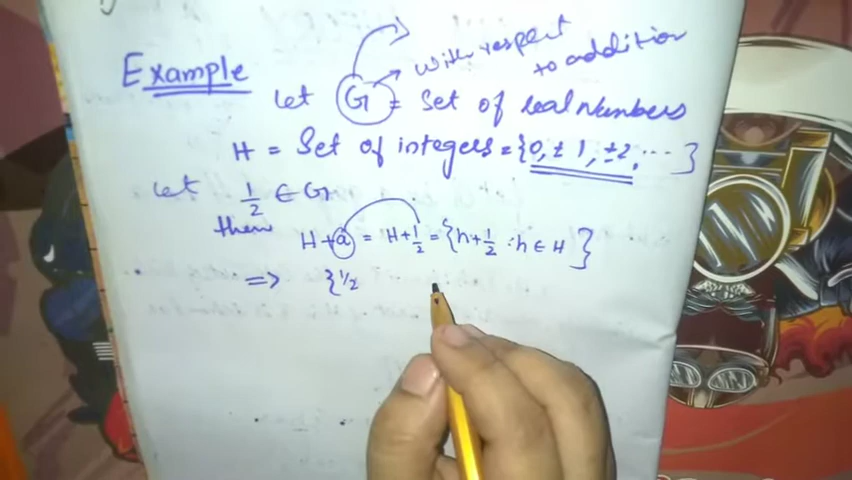 Example
with respect
to addition
Let G = Set of real numbers
H = Set of integers = {0, ± 1, ±2, ... }
Let 1/2 ∈ G
then H+a = H+1/2 = {h+1/2 : h ∈ H}
=> {1/2